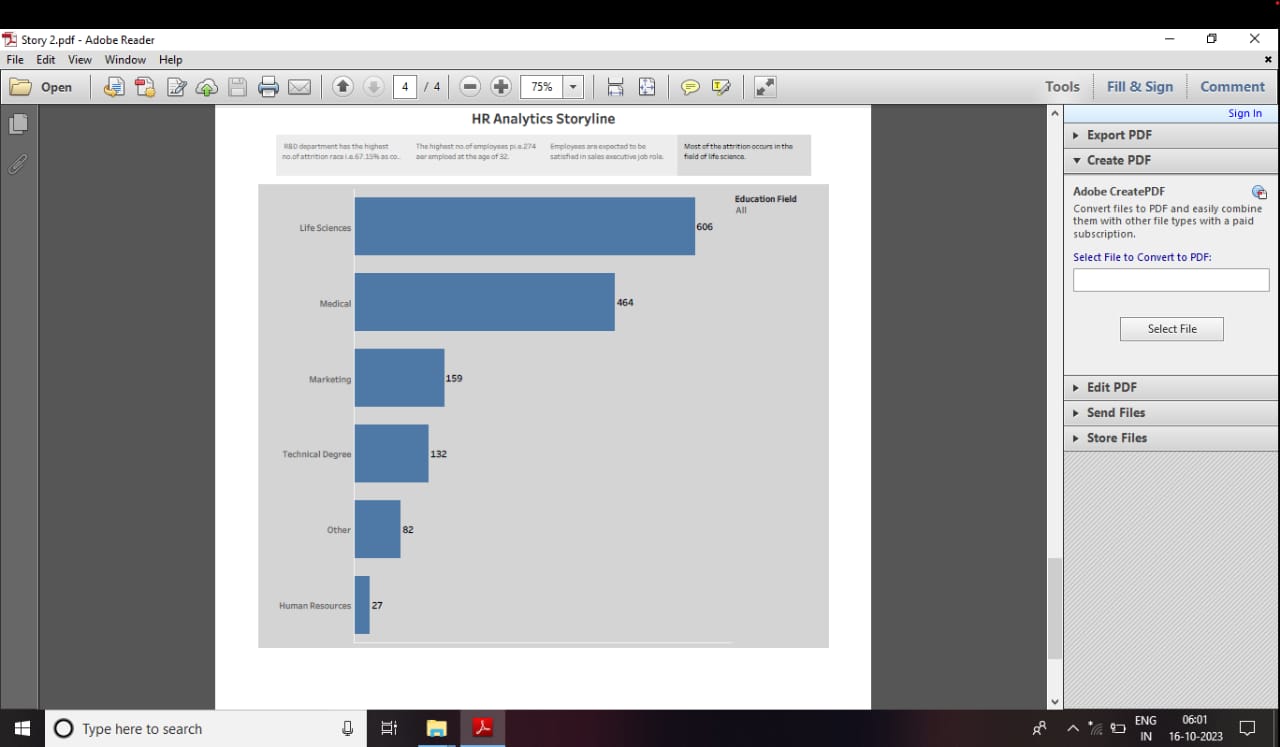 Story 2.pdf - Adobe Reader
File Edit View Window Help
Open 4 / 4 75% Tools Fill & Sign Comment
Sign In
HR Analytics Storyline
R&D department has the highest
no.of attrition race i.e.67.15% as co..
The highest no.of employees pi.e.274
aer emploed at the age of 32.
Employees are expected to be
satisfied in sales executive job role.
Most of the attrition occurs in the
field of life science.
Education Field
All
Life Sciences 606
Medical 464
Marketing 159
Technical Degree 132
Other 82
Human Resources 27
Export PDF
Create PDF
Adobe CreatePDF
Convert files to PDF and easily combine
them with other file types with a paid
subscription.
Select File to Convert to PDF:
Select File
Edit PDF
Send Files
Store Files
Type here to search
ENG
IN
06:01
16-10-2023